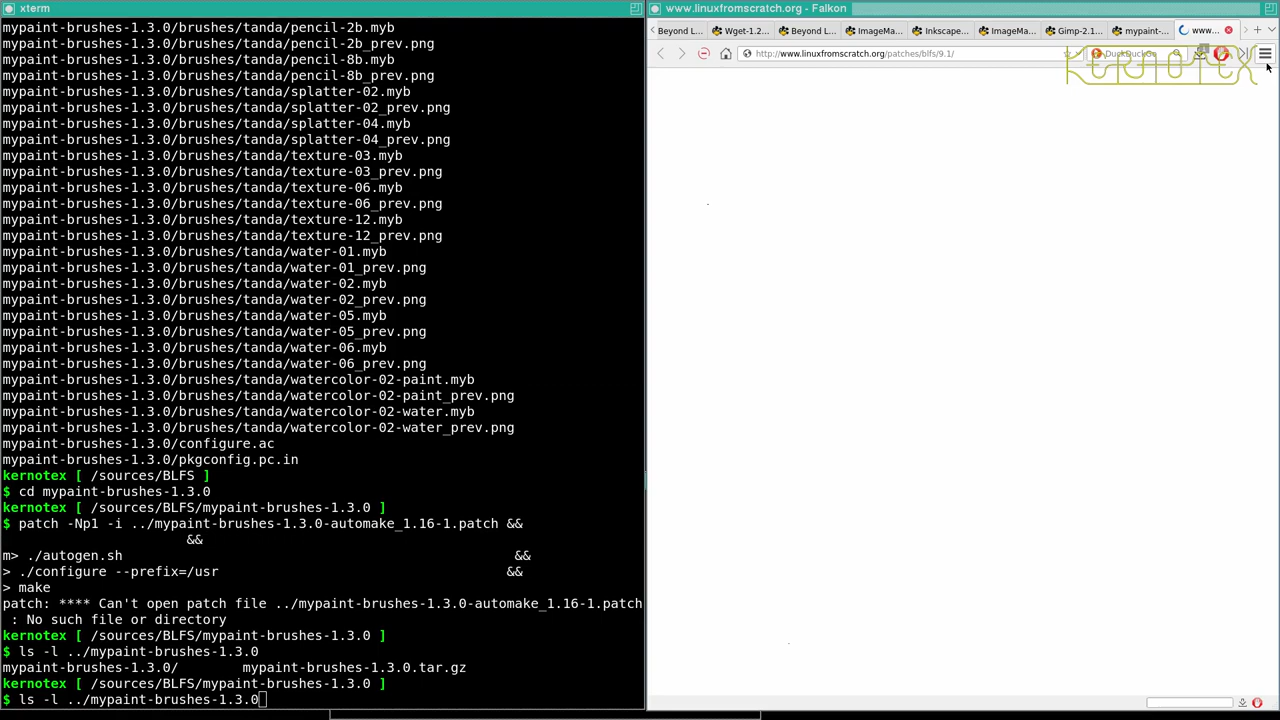 xterm
mypaint-brushes-1.3.0/brushes/tanda/pencil-2b.myb
mypaint-brushes-1.3.0/brushes/tanda/pencil-2b_prev.png
mypaint-brushes-1.3.0/brushes/tanda/pencil-8b.myb
mypaint-brushes-1.3.0/brushes/tanda/pencil-8b_prev.png
mypaint-brushes-1.3.0/brushes/tanda/splatter-02.myb
mypaint-brushes-1.3.0/brushes/tanda/splatter-02_prev.png
mypaint-brushes-1.3.0/brushes/tanda/splatter-04.myb
mypaint-brushes-1.3.0/brushes/tanda/splatter-04_prev.png
mypaint-brushes-1.3.0/brushes/tanda/texture-03.myb
mypaint-brushes-1.3.0/brushes/tanda/texture-03_prev.png
mypaint-brushes-1.3.0/brushes/tanda/texture-06.myb
mypaint-brushes-1.3.0/brushes/tanda/texture-06_prev.png
mypaint-brushes-1.3.0/brushes/tanda/texture-12.myb
mypaint-brushes-1.3.0/brushes/tanda/texture-12_prev.png
mypaint-brushes-1.3.0/brushes/tanda/water-01.myb
mypaint-brushes-1.3.0/brushes/tanda/water-01_prev.png
mypaint-brushes-1.3.0/brushes/tanda/water-02.myb
mypaint-brushes-1.3.0/brushes/tanda/water-02_prev.png
mypaint-brushes-1.3.0/brushes/tanda/water-05.myb
mypaint-brushes-1.3.0/brushes/tanda/water-05_prev.png
mypaint-brushes-1.3.0/brushes/tanda/water-06.myb
mypaint-brushes-1.3.0/brushes/tanda/water-06_prev.png
mypaint-brushes-1.3.0/brushes/tanda/watercolor-02-paint.myb
mypaint-brushes-1.3.0/brushes/tanda/watercolor-02-paint_prev.png
mypaint-brushes-1.3.0/brushes/tanda/watercolor-02-water.myb
mypaint-brushes-1.3.0/brushes/tanda/watercolor-02-water_prev.png
mypaint-brushes-1.3.0/configure.ac
mypaint-brushes-1.3.0/pkgconfig.pc.in
kernotex [ /sources/BLFS ]
$ cd mypaint-brushes-1.3.0
kernotex [ /sources/BLFS/mypaint-brushes-1.3.0 ]
$ patch -Np1 -i ../mypaint-brushes-1.3.0-automake_1.16-1.patch &&
&&
m> ./autogen.sh &&
> ./configure --prefix=/usr &&
> make
patch: **** Can't open patch file ../mypaint-brushes-1.3.0-automake_1.16-1.patch
: No such file or directory
kernotex [ /sources/BLFS/mypaint-brushes-1.3.0 ]
$ ls -l ../mypaint-brushes-1.3.0
mypaint-brushes-1.3.0/ mypaint-brushes-1.3.0.tar.gz
kernotex [ /sources/BLFS/mypaint-brushes-1.3.0 ]
$ ls -l ../mypaint-brushes-1.3.0
www.linuxfromscratch.org - Falkon
Beyond L... Wget-1.2... Beyond L... ImageMa... Inkscape... ImageMa... Gimp-2.1... mypaint-... www...
http://www.linuxfromscratch.org/patches/blfs/9.1/ DuckDuckGo
KERNOTEX